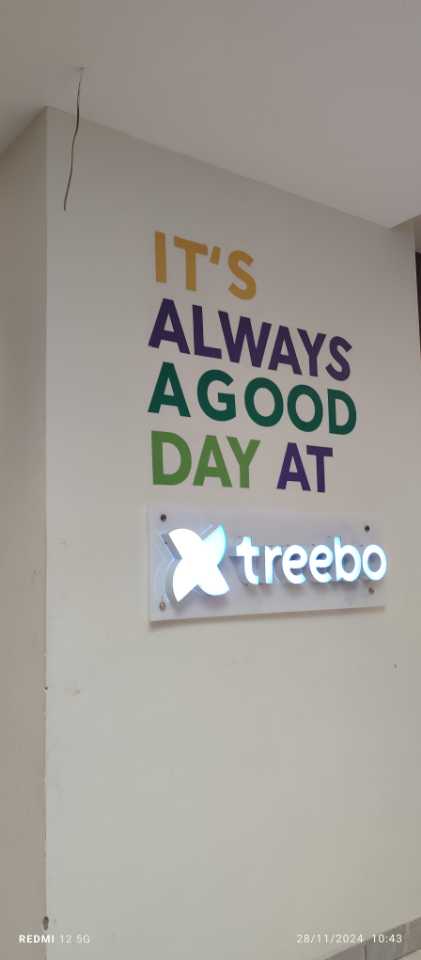 IT'S
ALWAYS
A GOOD
DAY AT
treebo
REDMI 12 5G
28/11/2024 10:43